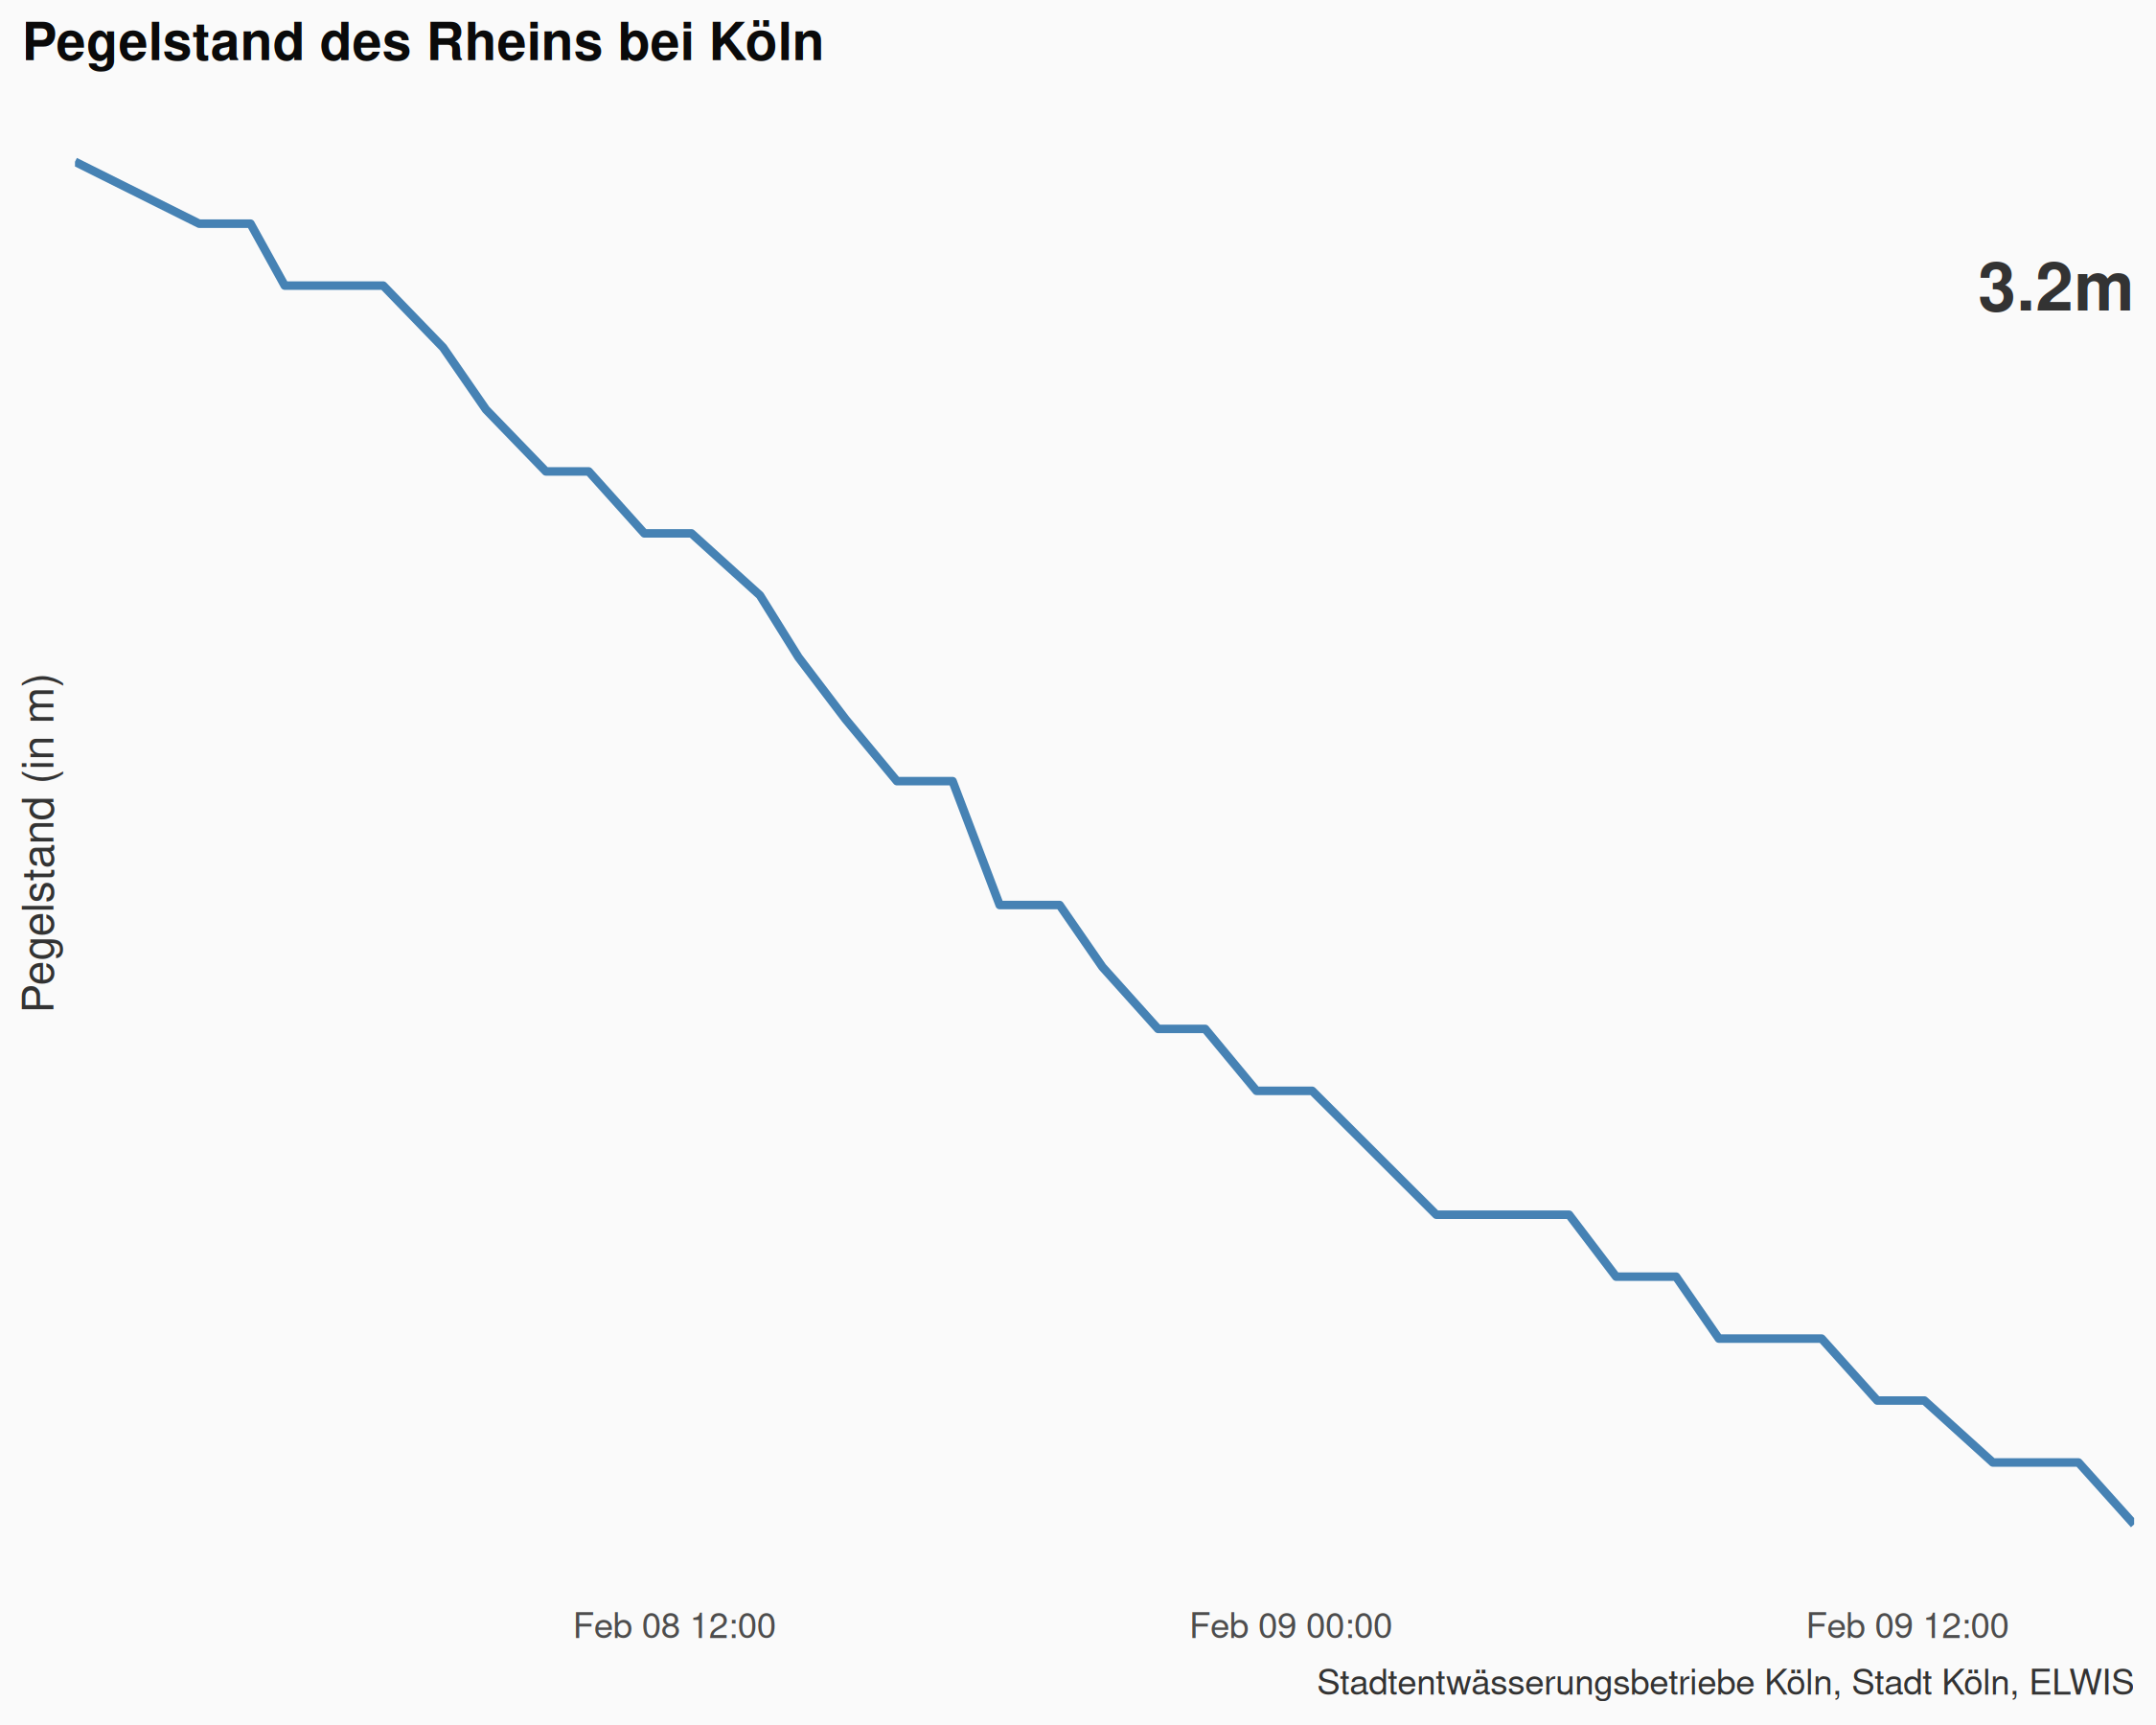 Pegelstand des Rheins bei Köln
3.2m
Pegelstand (in m)
Feb 08 12:00
Feb 09 00:00
Feb 09 12:00
Stadtentwässerungsbetriebe Köln, Stadt Köln, ELWIS